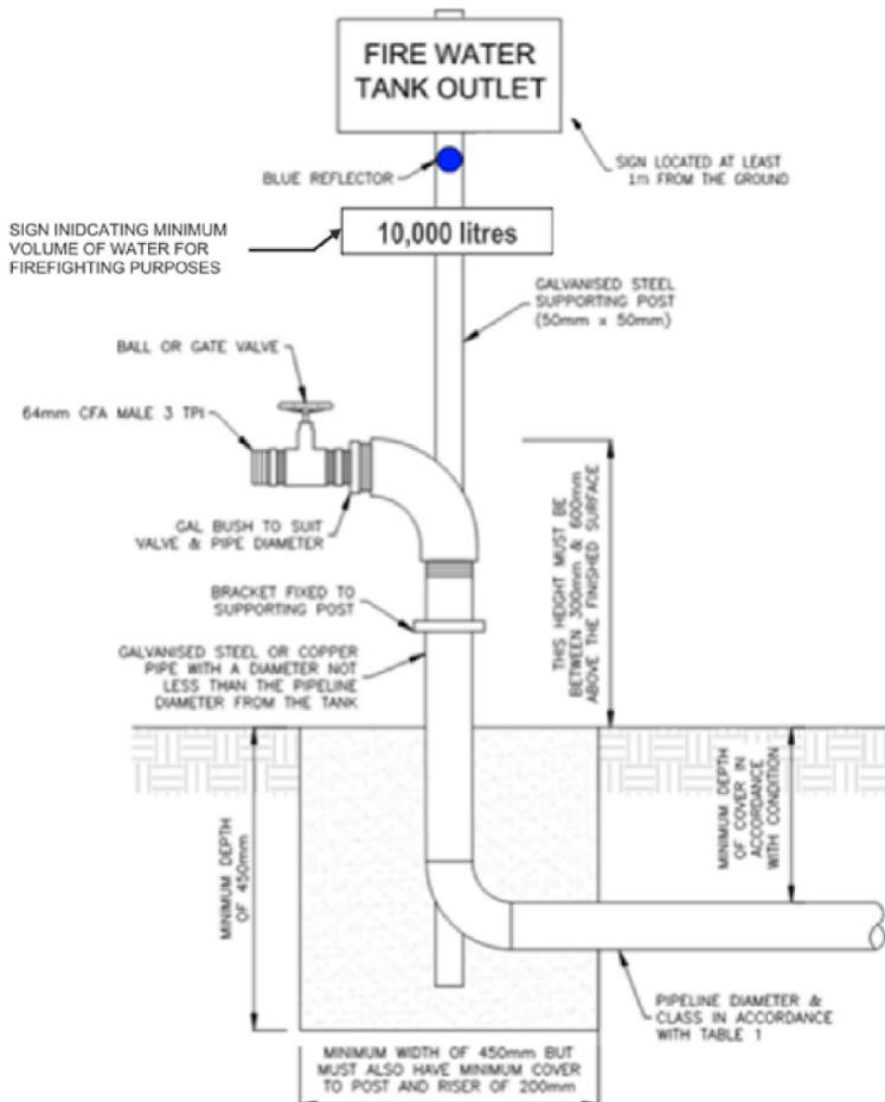 FIRE WATER
TANK OUTLET
BLUE REFLECTOR
SIGN LOCATED AT LEAST
1m FROM THE GROUND
SIGN INIDCATING MINIMUM
VOLUME OF WATER FOR
FIREFIGHTING PURPOSES
10,000 litres
GALVANISED STEEL
SUPPORTING POST
(50mm x 50mm)
BALL OR GATE VALVE
64mm CFA MALE 3 TPI
GAL BUSH TO SUIT
VALVE & PIPE DIAMETER
BRACKET FIXED TO
SUPPORTING POST
GALVANISED STEEL OR COPPER
PIPE WITH A DIAMETER NOT
LESS THAN THE PIPELINE
DIAMETER FROM THE TANK
THIS HEIGHT MUST BE
BETWEEN 300mm & 600mm
ABOVE THE FINISHED SURFACE
MINIMUM DEPTH
OF 450mm
MINIMUM DEPTH
OF COVER IN
ACCORDANCE
WITH CONDITION
PIPELINE DIAMETER &
CLASS IN ACCORDANCE
WITH TABLE 1
MINIMUM WIDTH OF 450mm BUT
MUST ALSO HAVE MINIMUM COVER
TO POST AND RISER OF 200mm